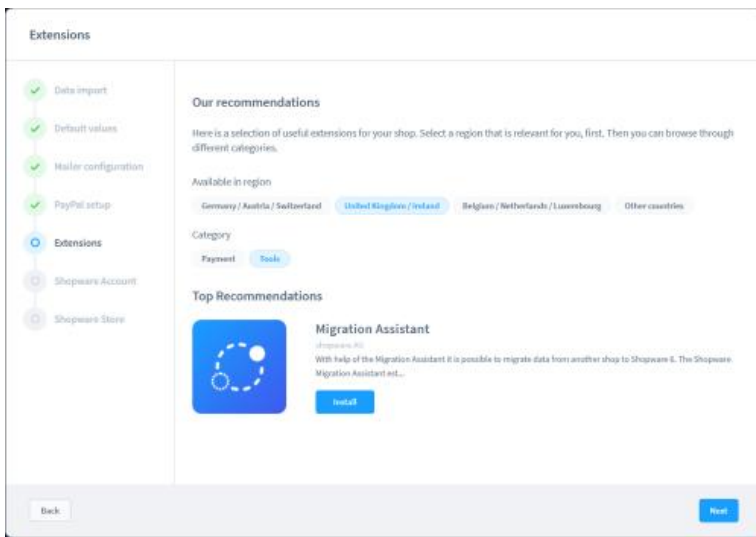 Extensions
Data import
Default values
Mailer configuration
PayPal setup
Extensions
Shopware Account
Shopware Store
Our recommendations
Here is a selection of useful extensions for your shop. Select a region that is relevant for you, first. Then you can browse through
different categories.
Available in region
Germany / Austria / Switzerland
United Kingdom / Ireland
Belgium / Netherlands / Luxembourg
Other countries
Category
Payment
Tools
Top Recommendations
Migration Assistant
shopware AG
With help of the Migration Assistant it is possible to migrate data from another shop to Shopware 6. The Shopware
Migration Assistant est...
Install
Back
Next